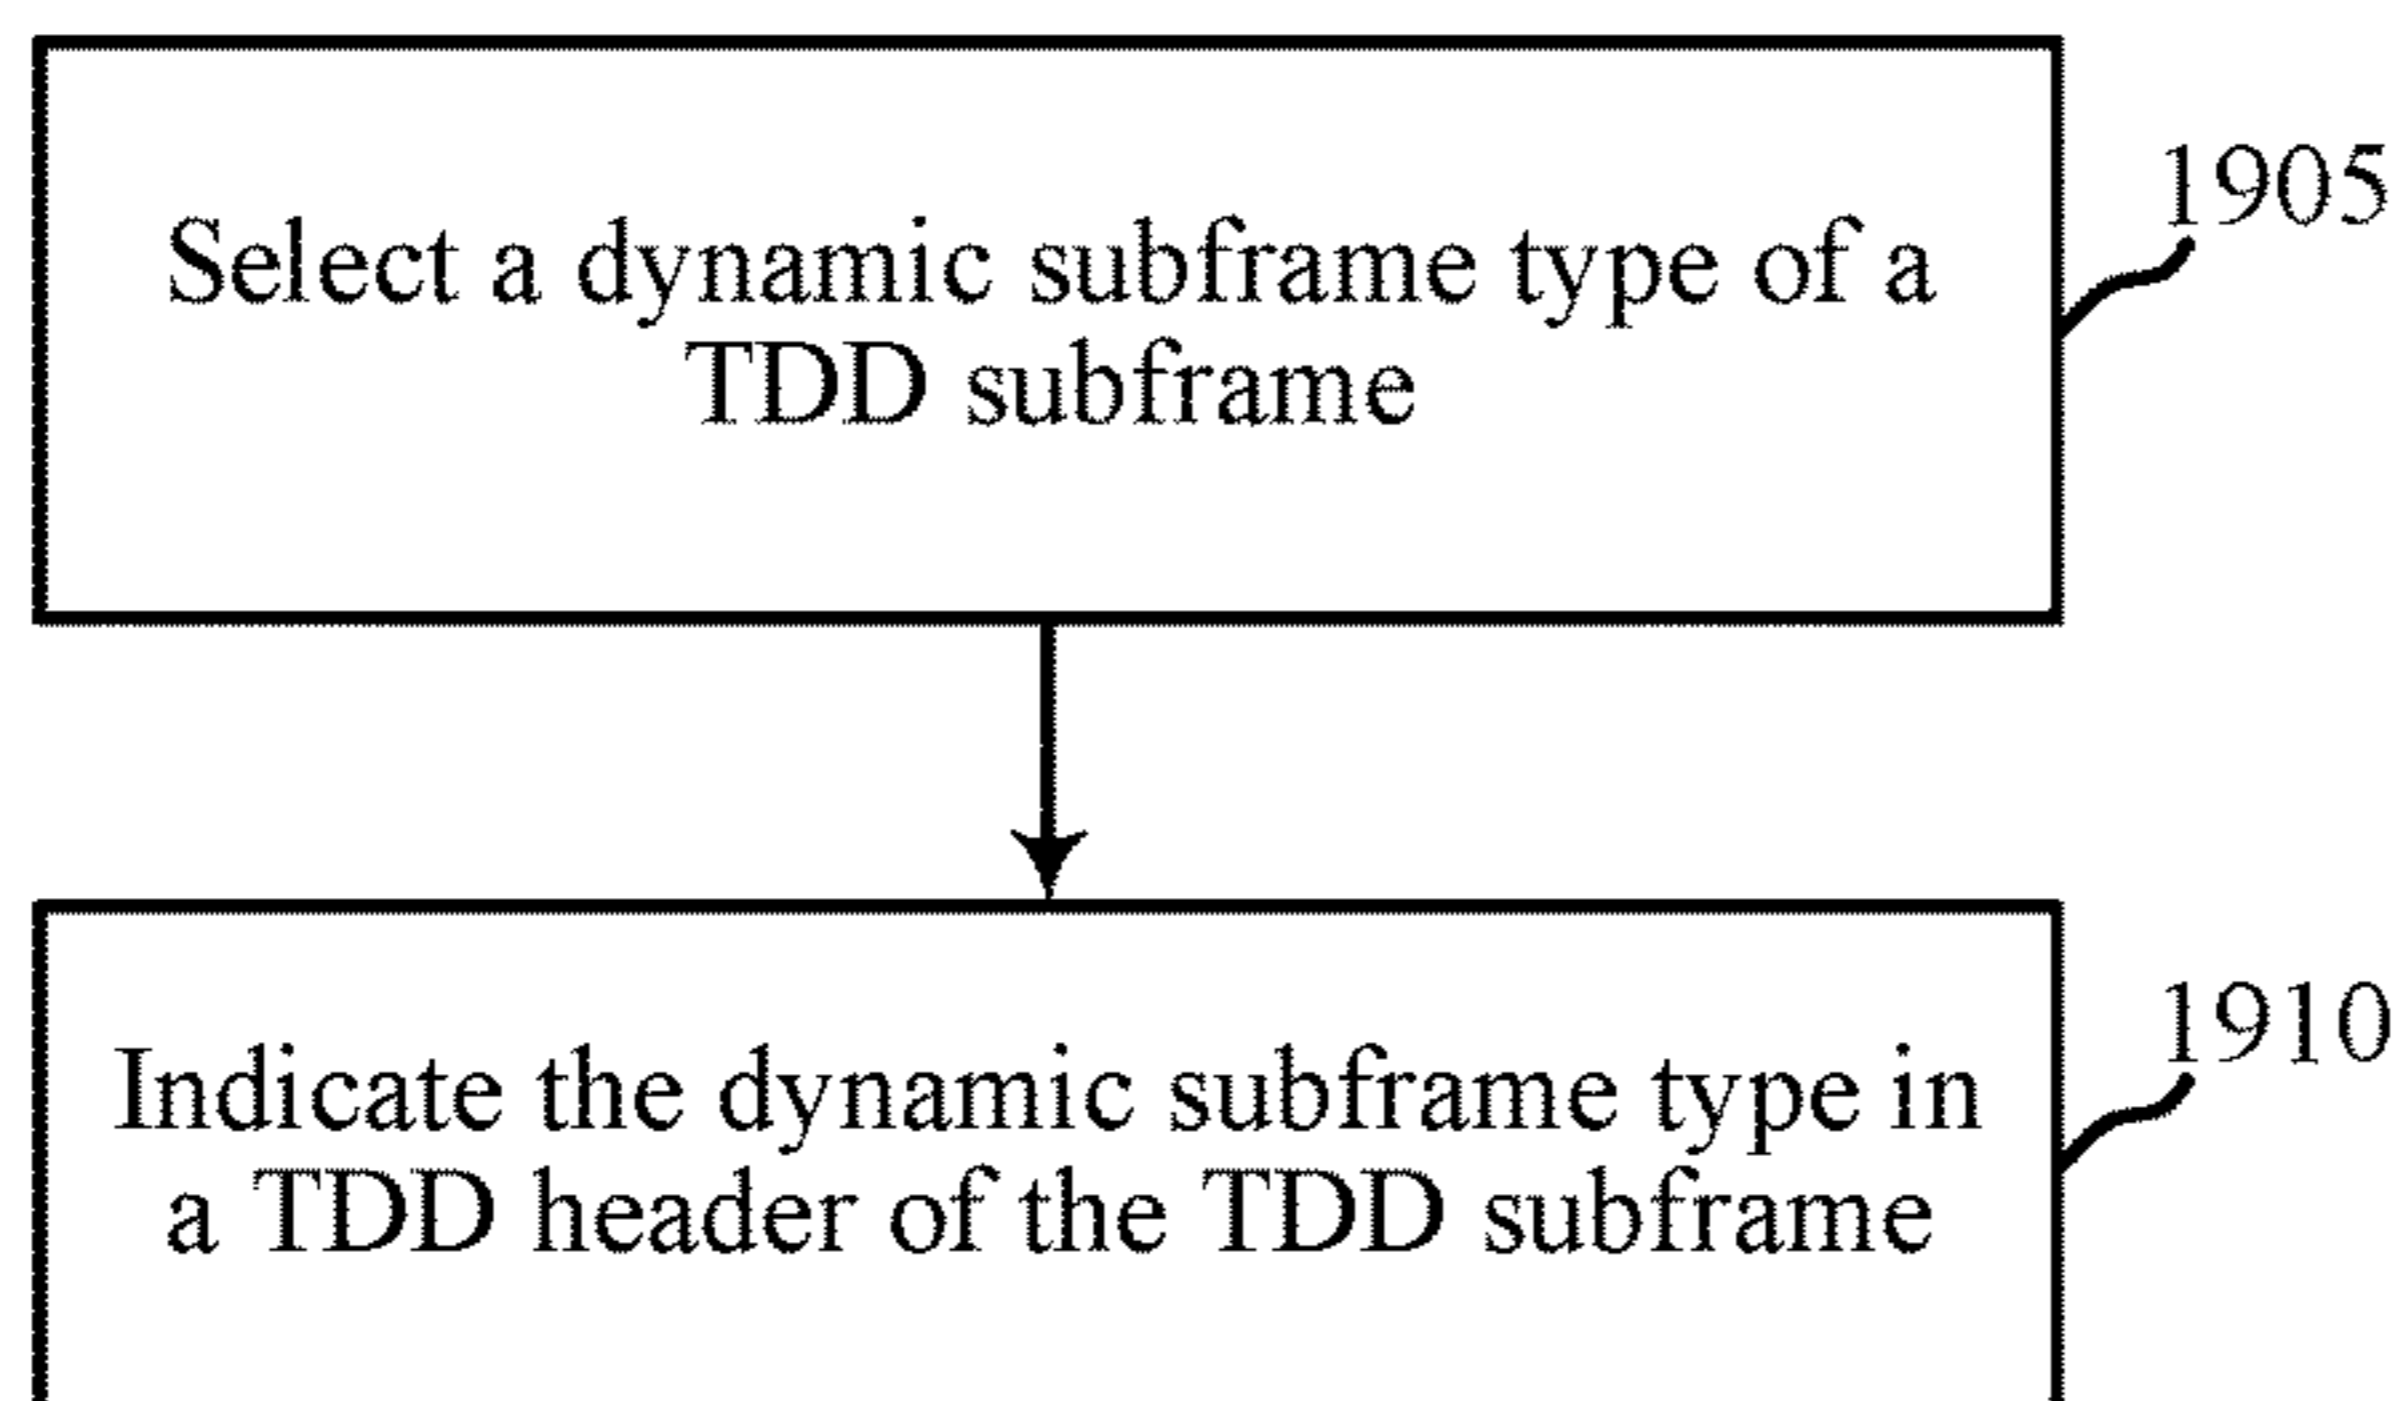 1905
Select a dynamic subframe type of a
TDD subframe
1910
Indicate the dynamic subframe type in
a TDD header of the TDD subframe